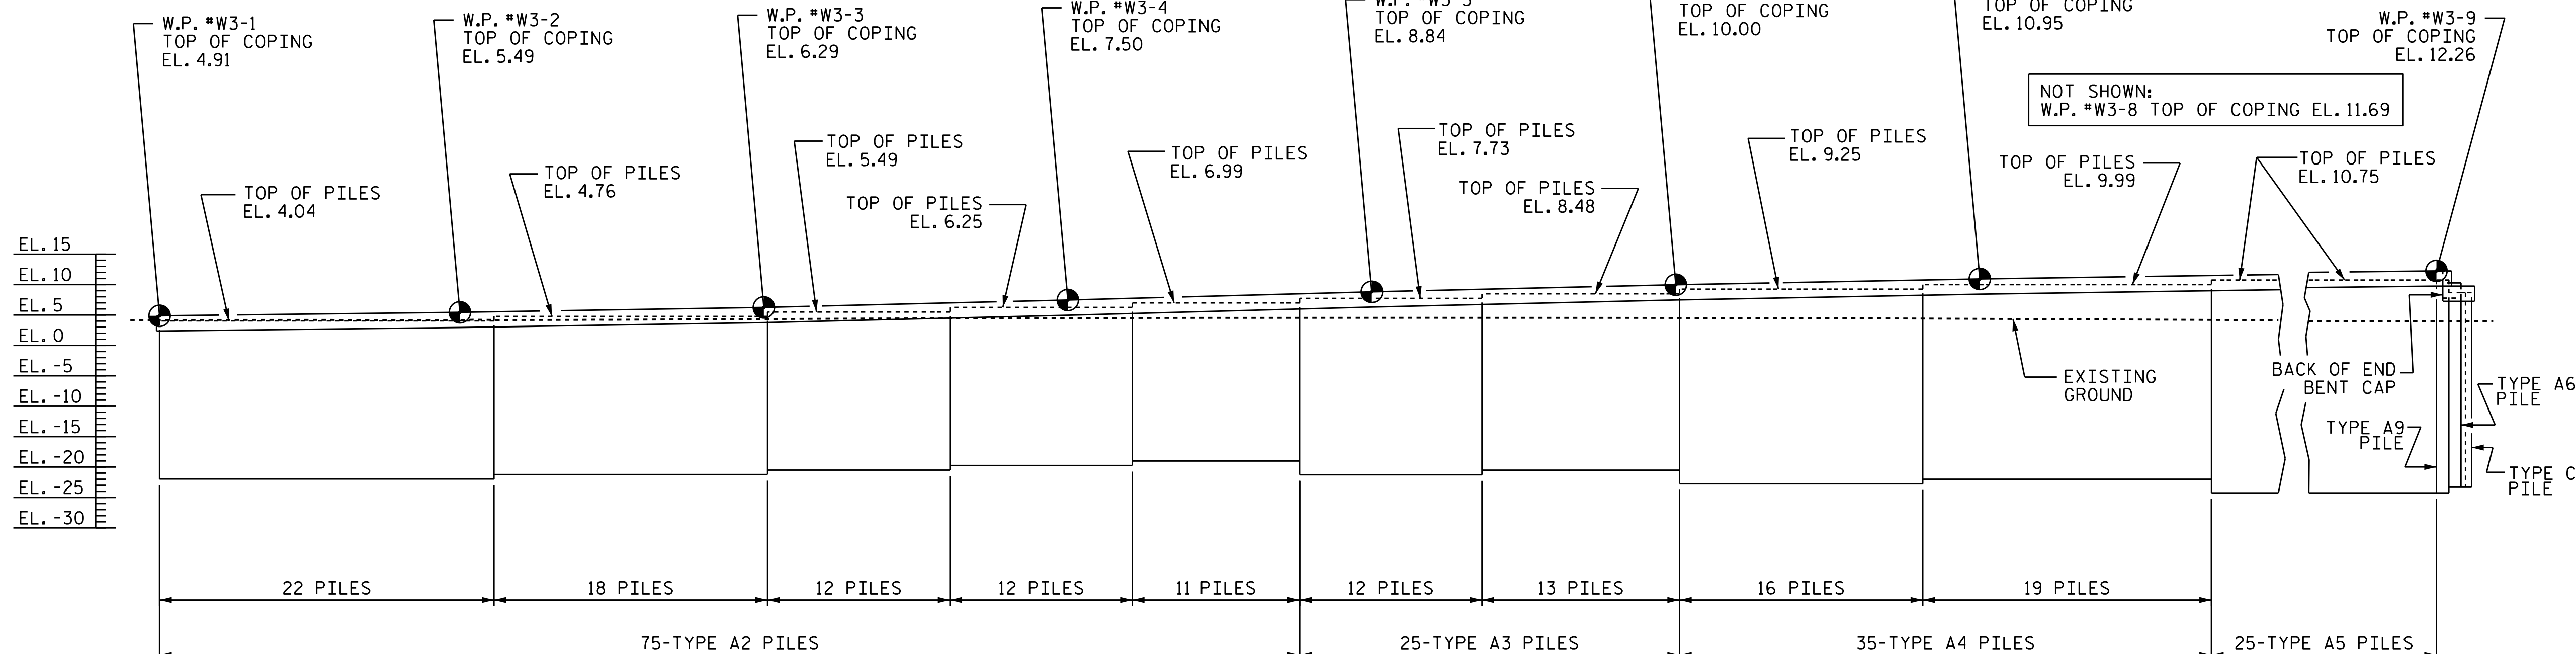 W.P. #W3-1
TOP OF COPING
EL. 4.91
W.P. #W3-2
TOP OF COPING
EL. 5.49
W.P. #W3-3
TOP OF COPING
EL. 6.29
W.P. #W3-4
TOP OF COPING
EL. 7.50
TOP OF COPING
EL. 8.84
TOP OF COPING
EL. 10.00
TOP OF COPING
EL. 10.95
W.P. #W3-9
TOP OF COPING
EL. 12.26
NOT SHOWN:
W.P. #W3-8 TOP OF COPING EL. 11.69
TOP OF PILES
EL. 4.04
TOP OF PILES
EL. 4.76
TOP OF PILES
EL. 5.49
TOP OF PILES
EL. 6.25
TOP OF PILES
EL. 6.99
TOP OF PILES
EL. 7.73
TOP OF PILES
EL. 8.48
TOP OF PILES
EL. 9.25
TOP OF PILES
EL. 9.99
TOP OF PILES
EL. 10.75
EL. 15
EL. 10
EL. 5
EL. 0
EL. -5
EL. -10
EL. -15
EL. -20
EL. -25
EL. -30
EXISTING
GROUND
BACK OF END
BENT CAP
TYPE A9
PILE
TYPE A6
PILE
TYPE C
PILE
22 PILES
18 PILES
12 PILES
12 PILES
11 PILES
12 PILES
13 PILES
16 PILES
19 PILES
75-TYPE A2 PILES
25-TYPE A3 PILES
35-TYPE A4 PILES
25-TYPE A5 PILES